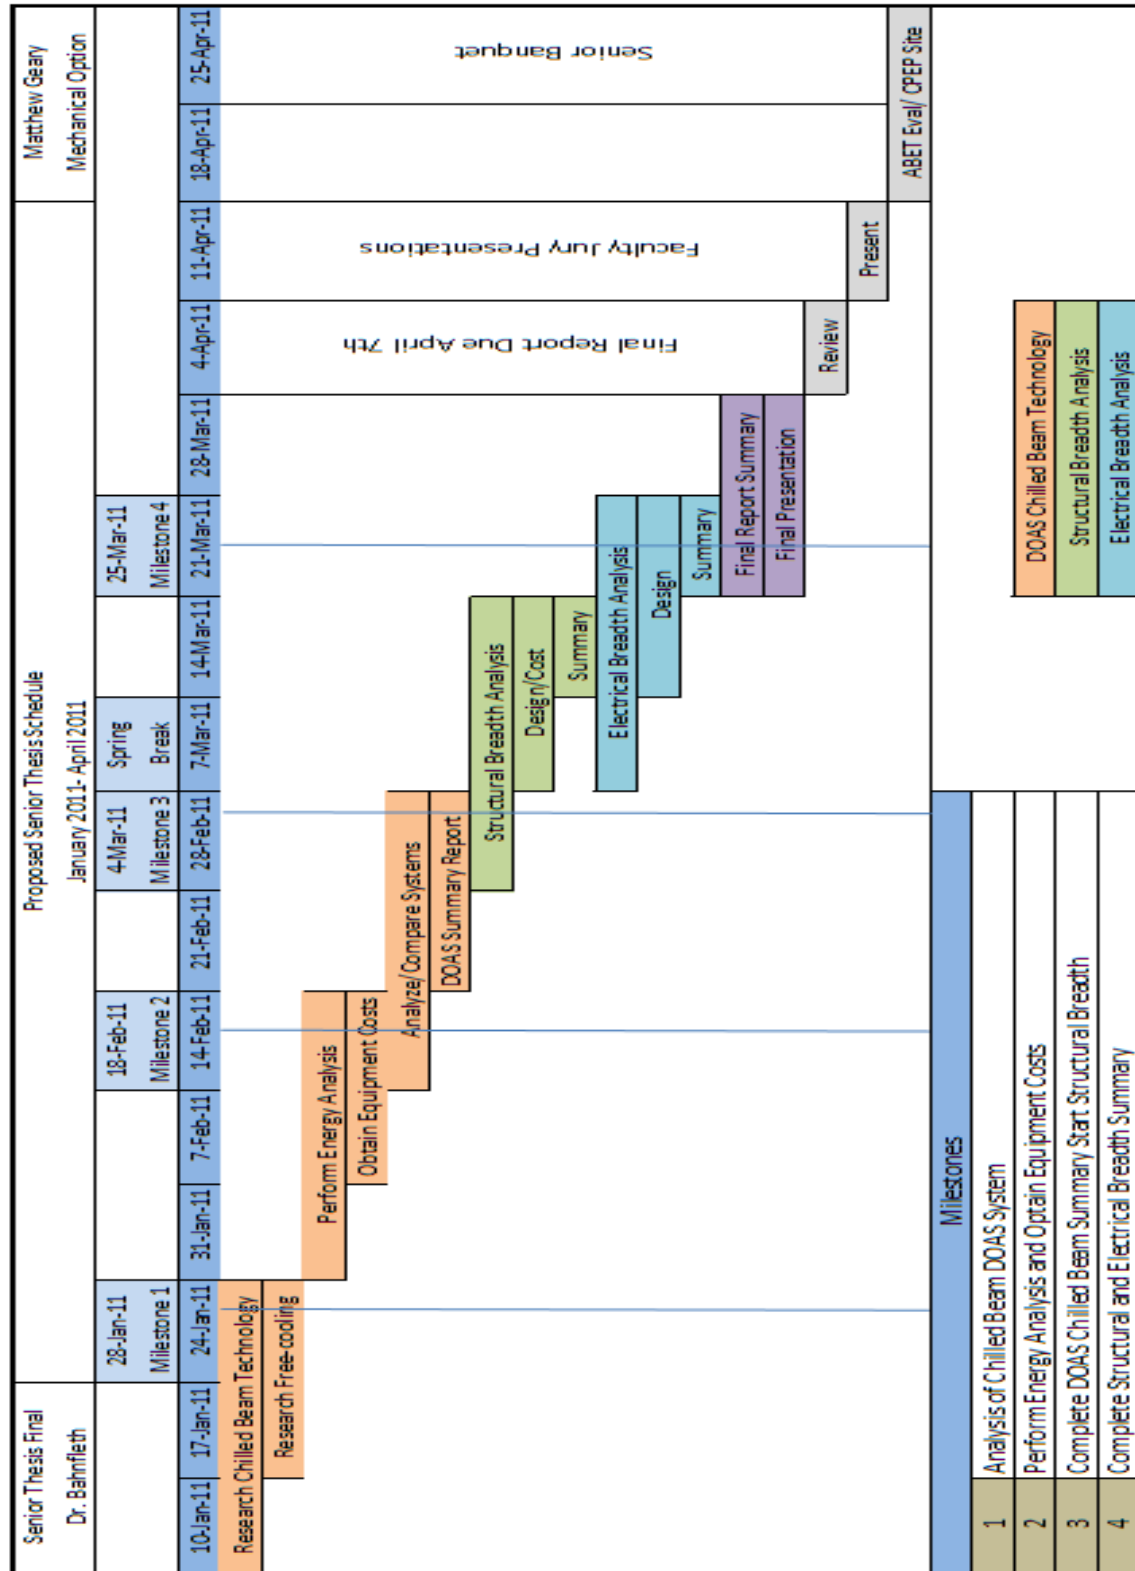 Senior Thesis Final
Dr. Bahnfleth
Proposed Senior Thesis Schedule
January 2011- April 2011
Matthew Geary
Mechanical Option
28-Jan-11
Milestone 1
18-Feb-11
Milestone 2
4-Mar-11
Milestone 3
Spring
Break
25-Mar-11
Milestone 4
10-Jan-11 17-Jan-11 24-Jan-11 31-Jan-11 7-Feb-11 14-Feb-11 21-Feb-11 28-Feb-11 7-Mar-11 14-Mar-11 21-Mar-11 28-Mar-11 4-Apr-11 11-Apr-11 18-Apr-11 25-Apr-11
Research Chilled Beam Technology
Research Free-cooling
Perform Energy Analysis
Obtain Equipment Costs
Analyze/Compare Systems
DOAS Summary Report
Structural Breadth Analysis
Design/Cost
Summary
Electrical Breadth Analysis
Design
Summary
Final Report Summary
Final Presentation
Final Report Due April 7th
Faculty Jury Presentations
Senior Banquet
Review
Present
ABET Eval/ CPEP Site
Milestones
1 Analysis of Chilled Beam DOAS System
2 Perform Energy Analysis and Optain Equipment Costs
3 Complete DOAS Chilled Beam Summary Start Structural Breadth
4 Complete Structural and Electrical Breadth Summary
DOAS Chilled Beam Technology
Structural Breadth Analysis
Electrical Breadth Analysis